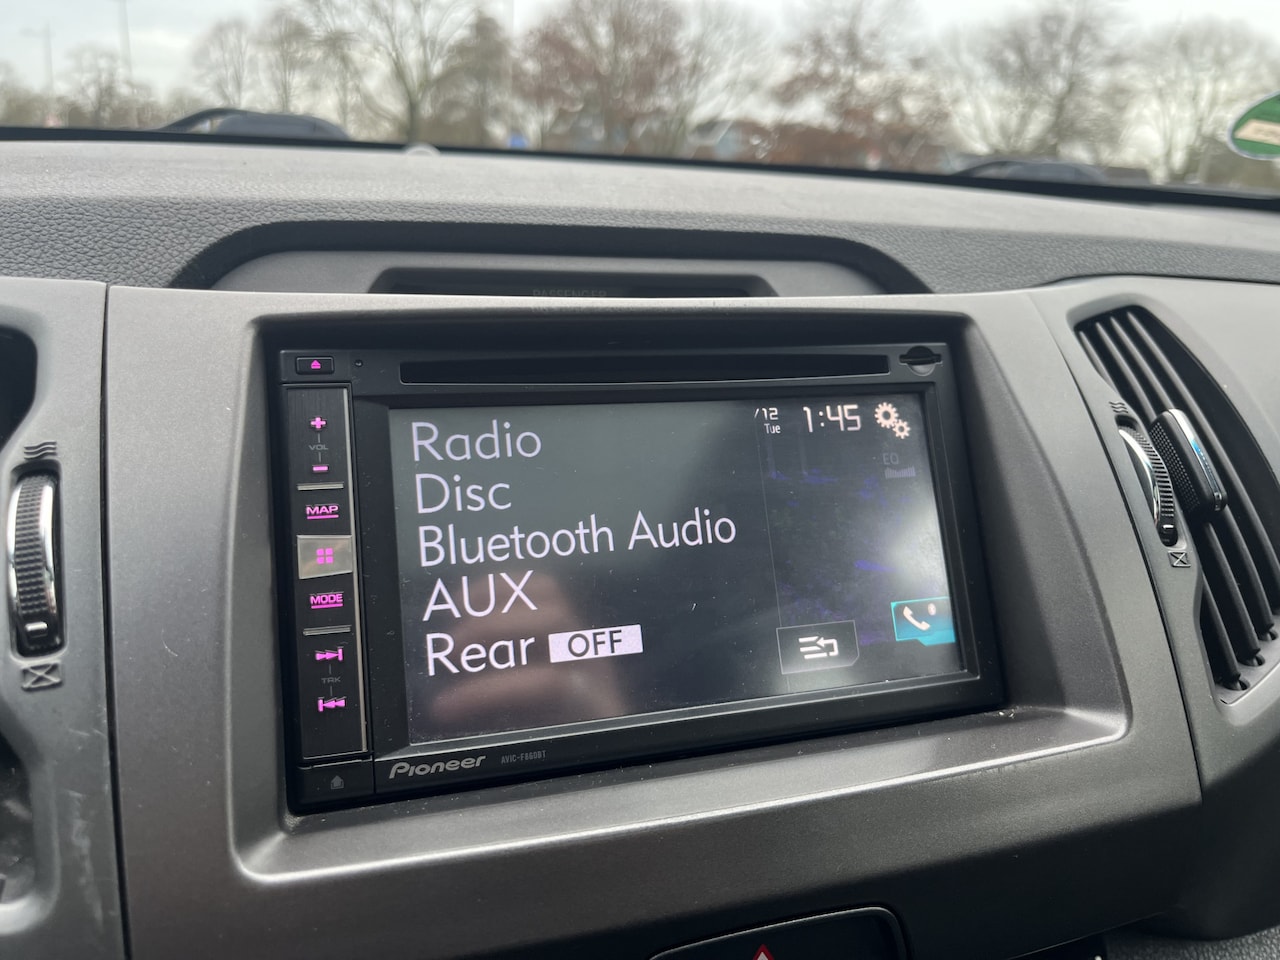 PASSENGER
/12
Tue
1:45
EQ
Radio
Disc
Bluetooth Audio
AUX
Rear OFF
VOL
MAP
MODE
TRK
Pioneer AVIC-F860BT